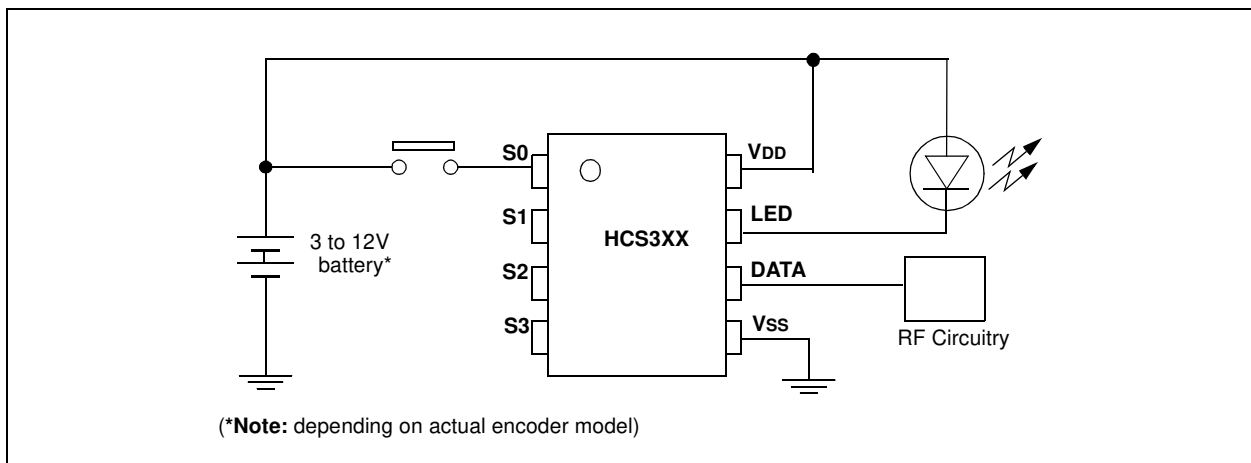 S0
VDD
S1
LED
HCS3XX
3 to 12V
battery*
S2
DATA
S3
VSS
RF Circuitry
(*Note: depending on actual encoder model)